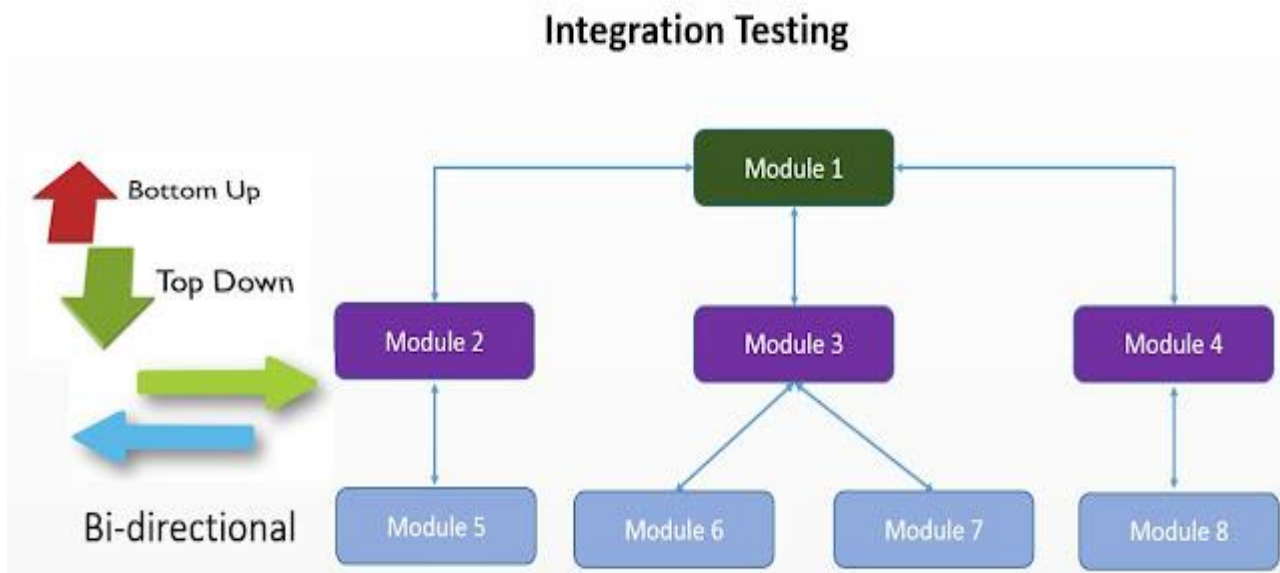 Integration Testing
Module 1
Bottom Up
Top Down
Module 2
Module 3
Module 4
Bi-directional
Module 5
Module 6
Module 7
Module 8